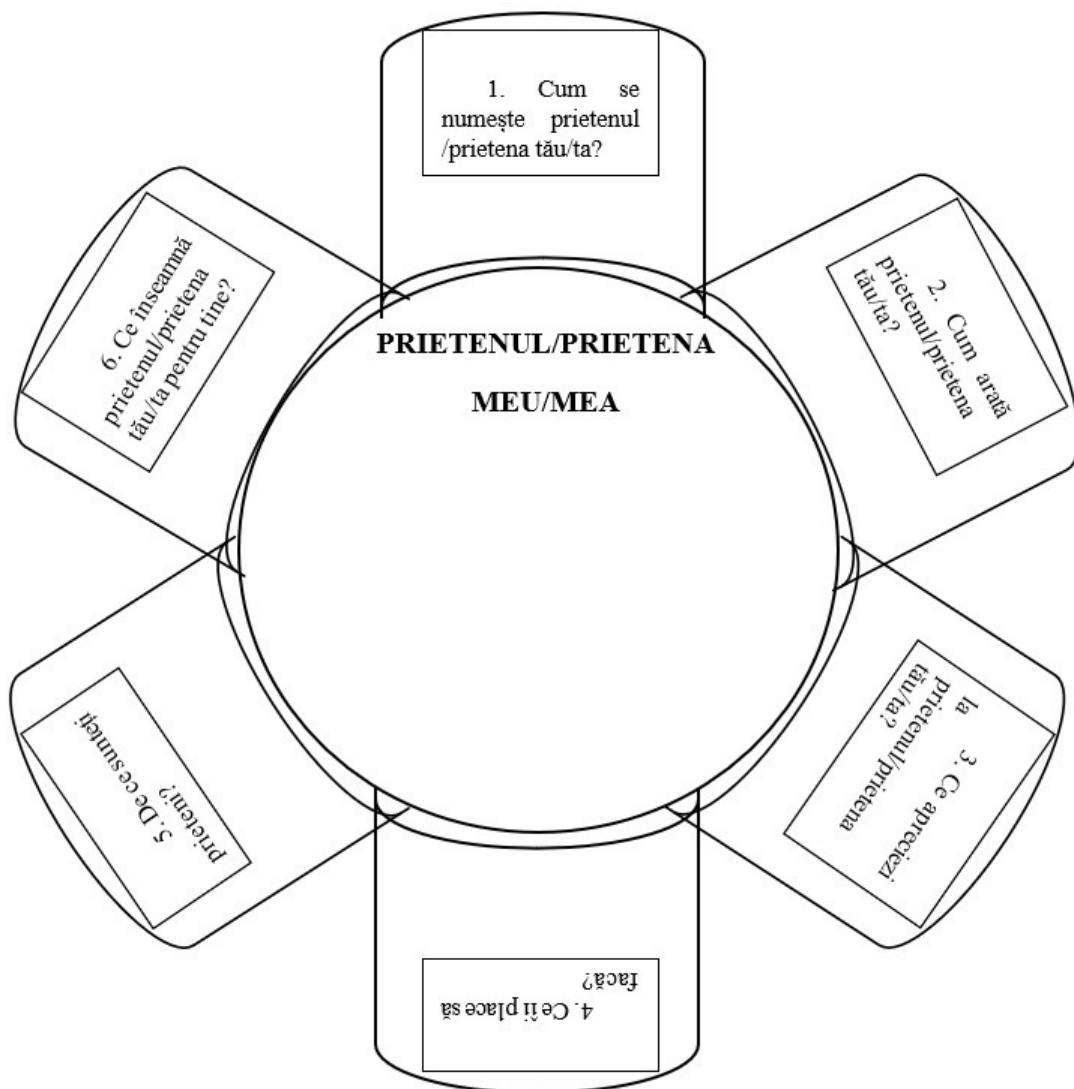 PRIETENUL/PRIETENA
MEU/MEA
1. Cum se
numește prietenul
/prietena tău/ta?
2. Cum arată
prietenul/prietena
tău/ta?
3. Ce apreciezi
la
prietenul/prietena
tău/ta?
4. Ce îi place să
facă?
5. De ce sunteți
prieteni?
6. Ce înseamnă
prietenul/prietena
tău/ta pentru tine?